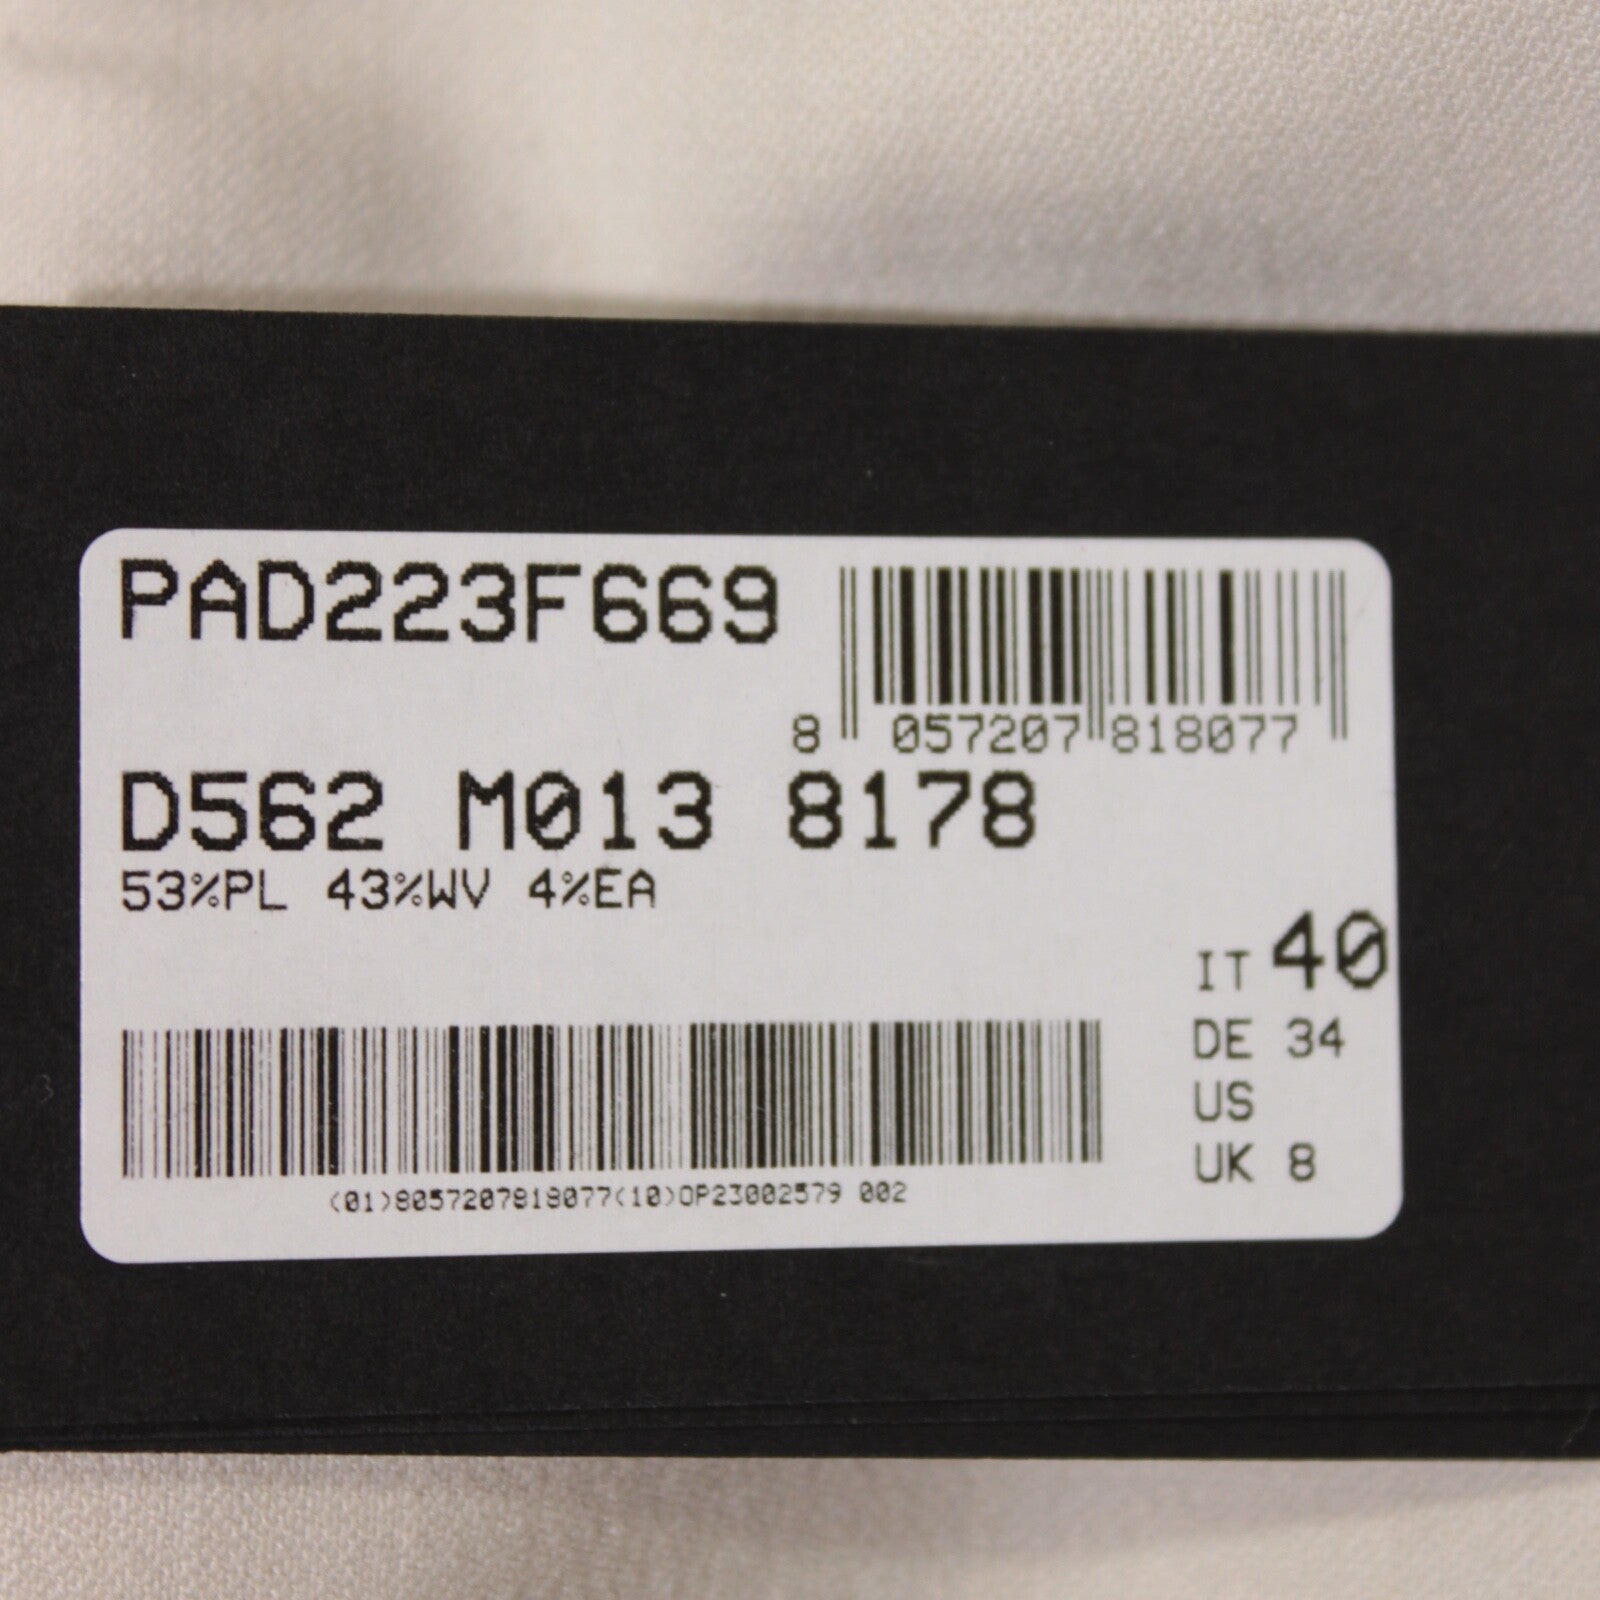 PAD223F669
8 057207 818077
D562 M013 8178
53%PL 43%WV 4%EA
IT 40
DE 34
US
UK 8
(01)8057207818077(10)OP23002579 002